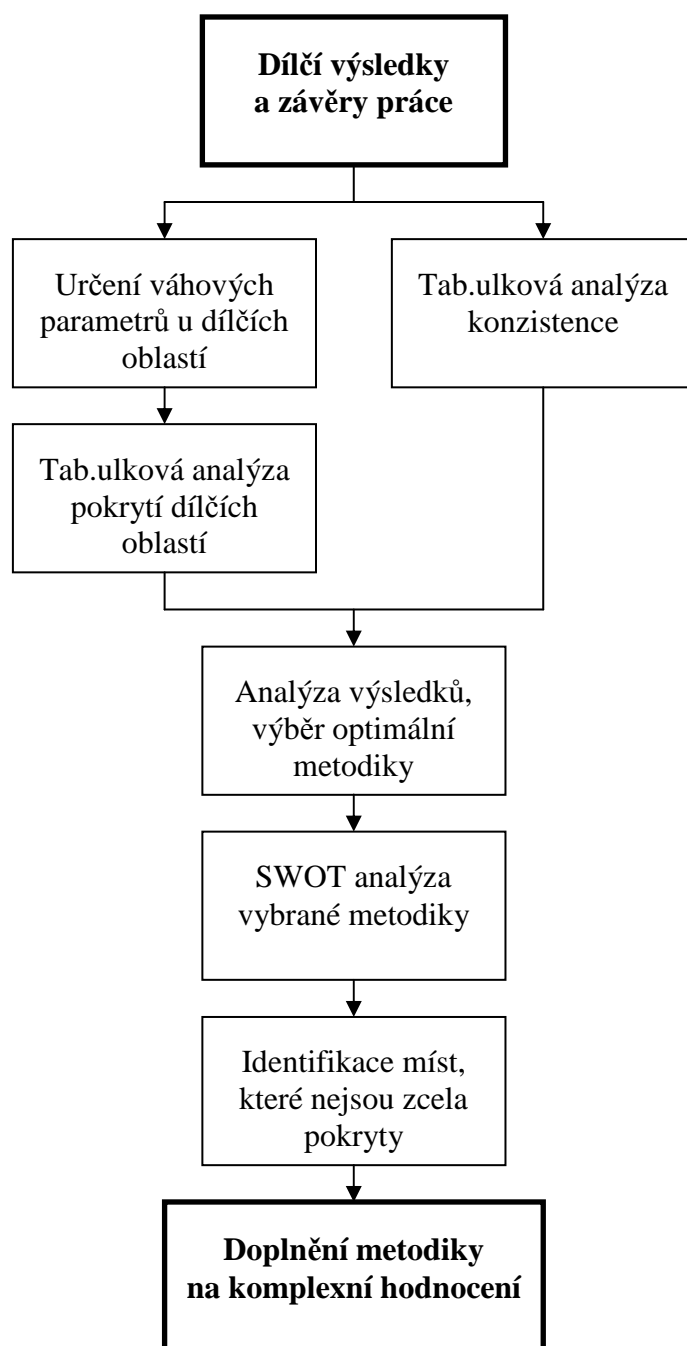 Dílčí výsledky
a závěry práce
Určení váhových
parametrů u dílčích
oblastí
Tab.ulková analýza
konzistence
Tab.ulková analýza
pokrytí dílčích
oblastí
Analýza výsledků,
výběr optimální
metodiky
SWOT analýza
vybrané metodiky
Identifikace míst,
které nejsou zcela
pokryty
Doplnění metodiky
na komplexní hodnocení